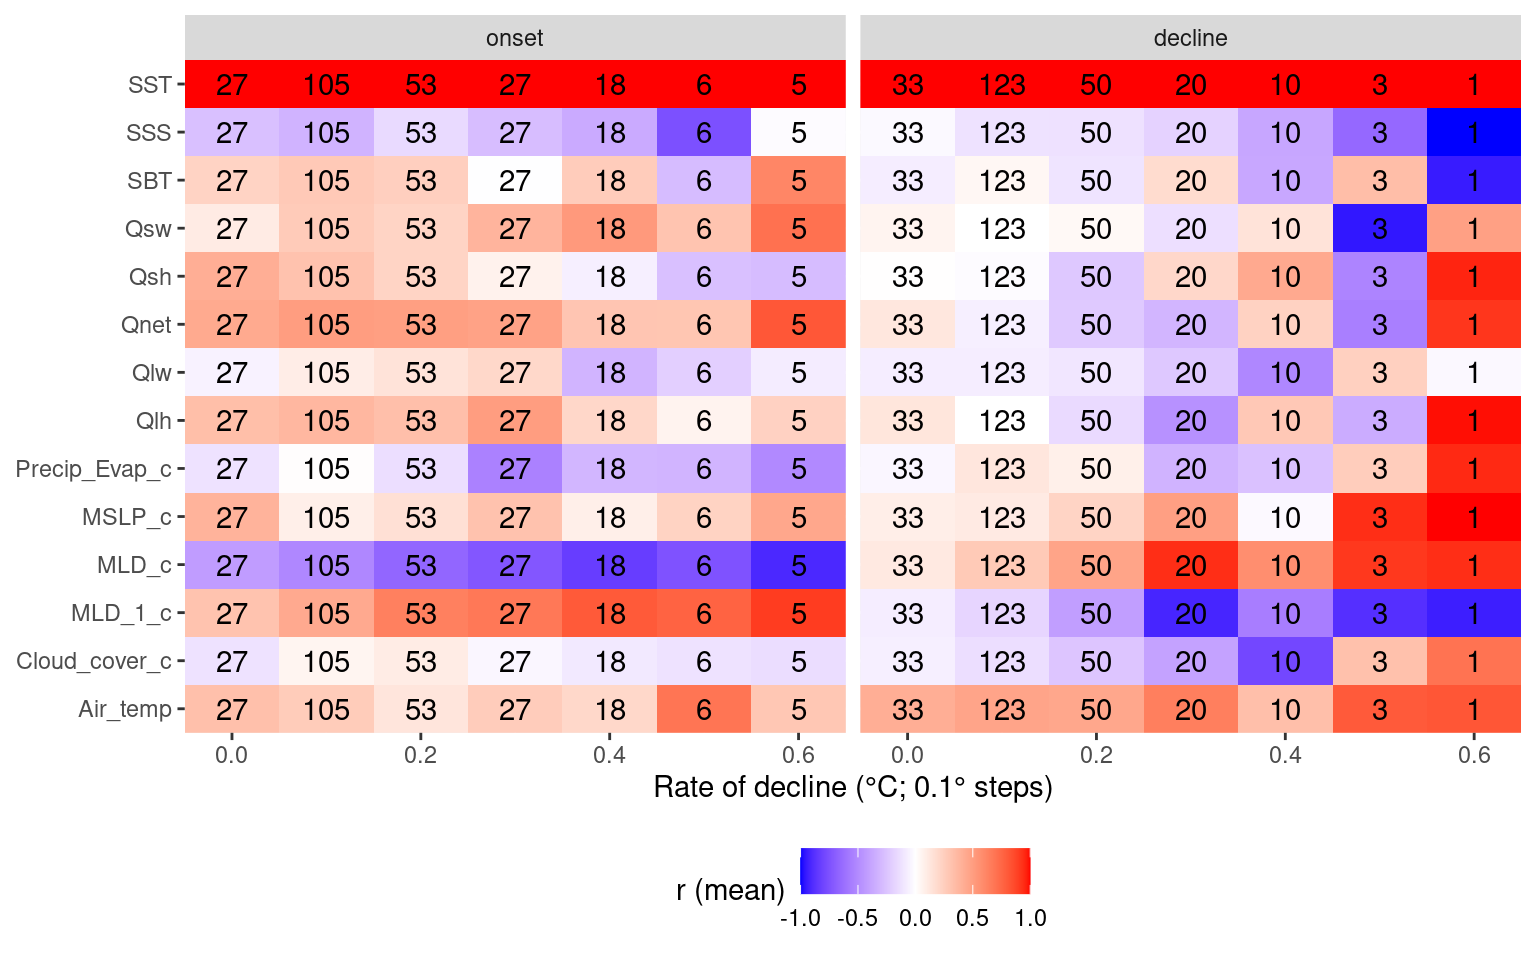 onset decline
SST 27 105 53 27 18 6 5 33 123 50 20 10 3 1
SSS 27 105 53 27 18 6 5 33 123 50 20 10 3 1
SBT 27 105 53 27 18 6 5 33 123 50 20 10 3 1
Qsw 27 105 53 27 18 6 5 33 123 50 20 10 3 1
Qsh 27 105 53 27 18 6 5 33 123 50 20 10 3 1
Qnet 27 105 53 27 18 6 5 33 123 50 20 10 3 1
Qlw 27 105 53 27 18 6 5 33 123 50 20 10 3 1
Qlh 27 105 53 27 18 6 5 33 123 50 20 10 3 1
Precip_Evap_c 27 105 53 27 18 6 5 33 123 50 20 10 3 1
MSLP_c 27 105 53 27 18 6 5 33 123 50 20 10 3 1
MLD_c 27 105 53 27 18 6 5 33 123 50 20 10 3 1
MLD_1_c 27 105 53 27 18 6 5 33 123 50 20 10 3 1
Cloud_cover_c 27 105 53 27 18 6 5 33 123 50 20 10 3 1
Air_temp 27 105 53 27 18 6 5 33 123 50 20 10 3 1
0.0 0.2 0.4 0.6 0.0 0.2 0.4 0.6
Rate of decline (°C; 0.1° steps)
r (mean)
-1.0 -0.5 0.0 0.5 1.0